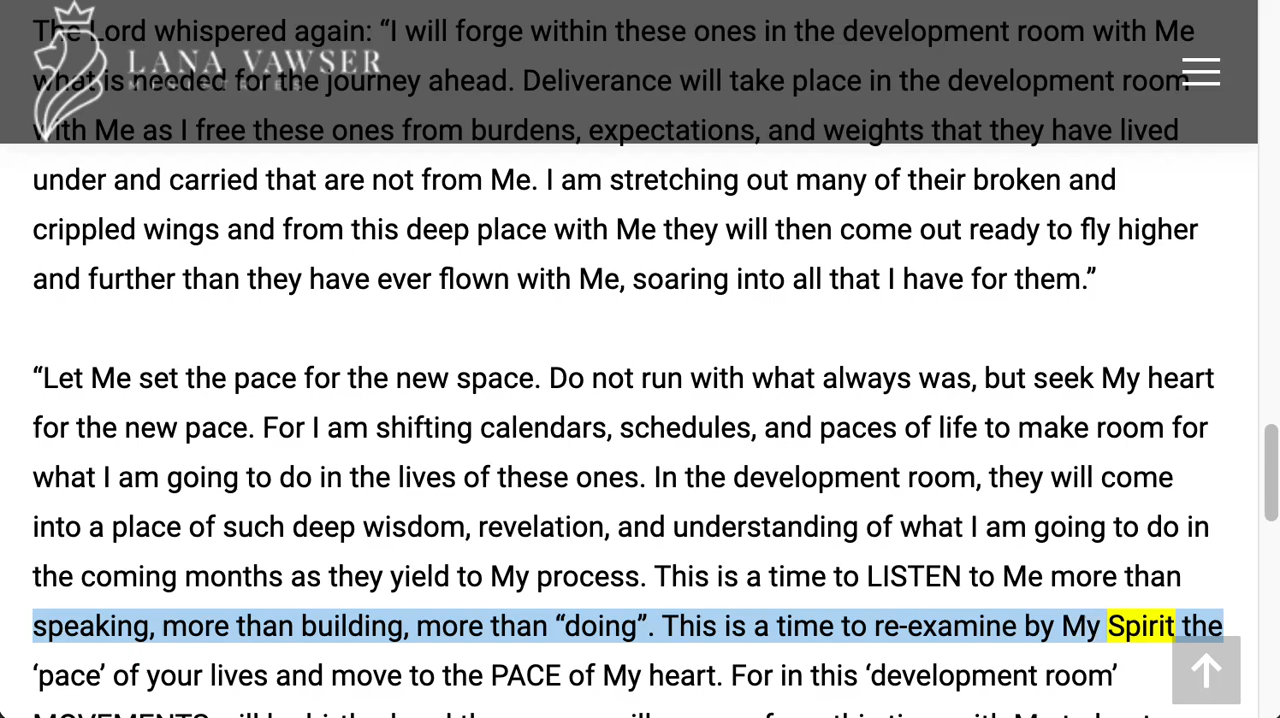 The Lord whispered again: “I will forge within these ones in the development room with Me
LANA VAWSER
MINISTRIES
what is needed for the journey ahead. Deliverance will take place in the development room
with Me as I free these ones from burdens, expectations, and weights that they have lived
under and carried that are not from Me. I am stretching out many of their broken and
crippled wings and from this deep place with Me they will then come out ready to fly higher
and further than they have ever flown with Me, soaring into all that I have for them.”
“Let Me set the pace for the new space. Do not run with what always was, but seek My heart
for the new pace. For I am shifting calendars, schedules, and paces of life to make room for
what I am going to do in the lives of these ones. In the development room, they will come
into a place of such deep wisdom, revelation, and understanding of what I am going to do in
the coming months as they yield to My process. This is a time to LISTEN to Me more than
speaking, more than building, more than “doing”. This is a time to re-examine by My Spirit the
‘pace’ of your lives and move to the PACE of My heart. For in this ‘development room’
MOVEMENTS will be birthed and